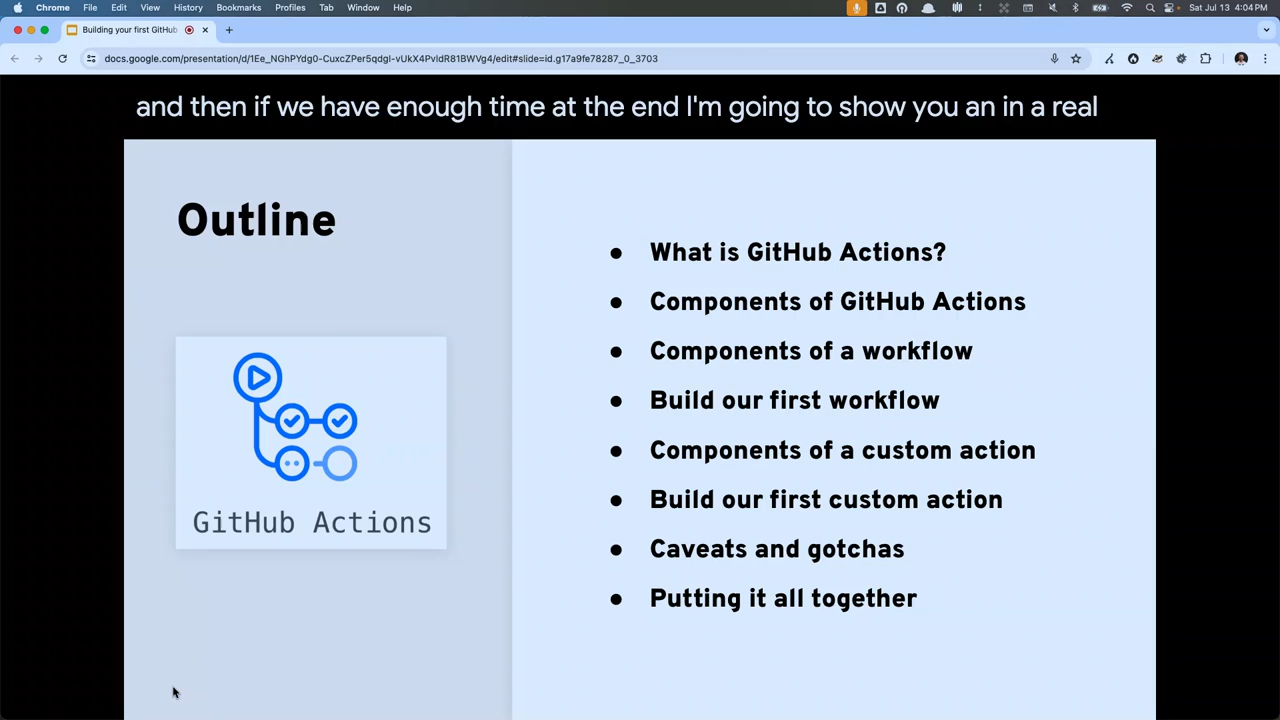 Chrome File Edit View History Bookmarks Profiles Tab Window Help Sat Jul 13 4:04 PM
Building your first GitHub
docs.google.com/presentation/d/1Ee_NGhPYdg0-CuxcZPer5qdgI-vUkX4PvldR81BWVg4/edit#slide=id.g17a9fe78287_0_3703
and then if we have enough time at the end I'm going to show you an in a real
Outline
GitHub Actions
● What is GitHub Actions?
● Components of GitHub Actions
● Components of a workflow
● Build our first workflow
● Components of a custom action
● Build our first custom action
● Caveats and gotchas
● Putting it all together